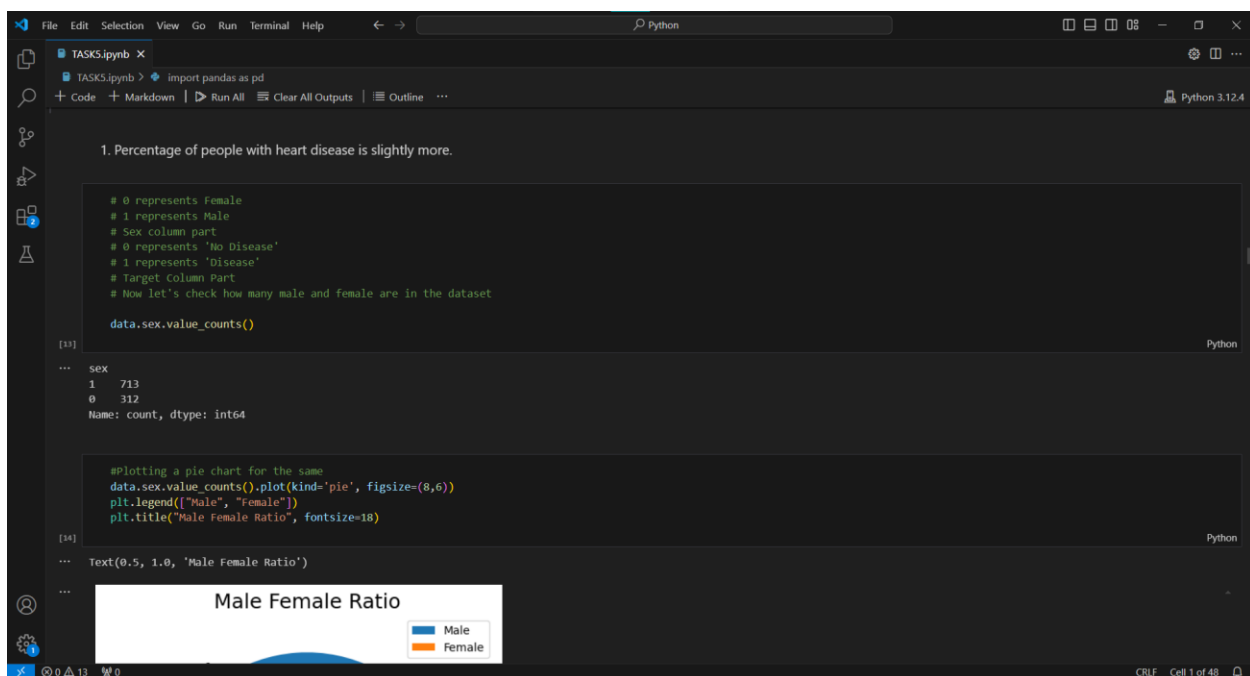 File Edit Selection View Go Run Terminal Help
Python
TASK5.ipynb
TASK5.ipynb > import pandas as pd
+ Code + Markdown | Run All Clear All Outputs | Outline ...
Python 3.12.4
1. Percentage of people with heart disease is slightly more.
# 0 represents Female
# 1 represents Male
# Sex column part
# 0 represents 'No Disease'
# 1 represents 'Disease'
# Target Column Part
# Now let's check how many male and female are in the dataset
data.sex.value_counts()
[13]
Python
... sex
1 713
0 312
Name: count, dtype: int64
#Plotting a pie chart for the same
data.sex.value_counts().plot(kind='pie', figsize=(8,6))
plt.legend(["Male", "Female"])
plt.title("Male Female Ratio", fontsize=18)
[14]
Python
... Text(0.5, 1.0, 'Male Female Ratio')
...
Male Female Ratio
Male
Female
2
1
0 13 0
CRLF Cell 1 of 48